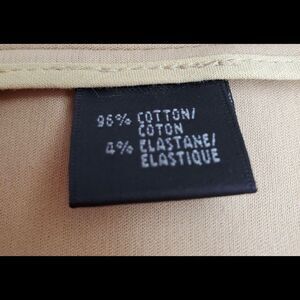 96% COTTON/
COTON
4% ELASTANE/
ELASTIQUE